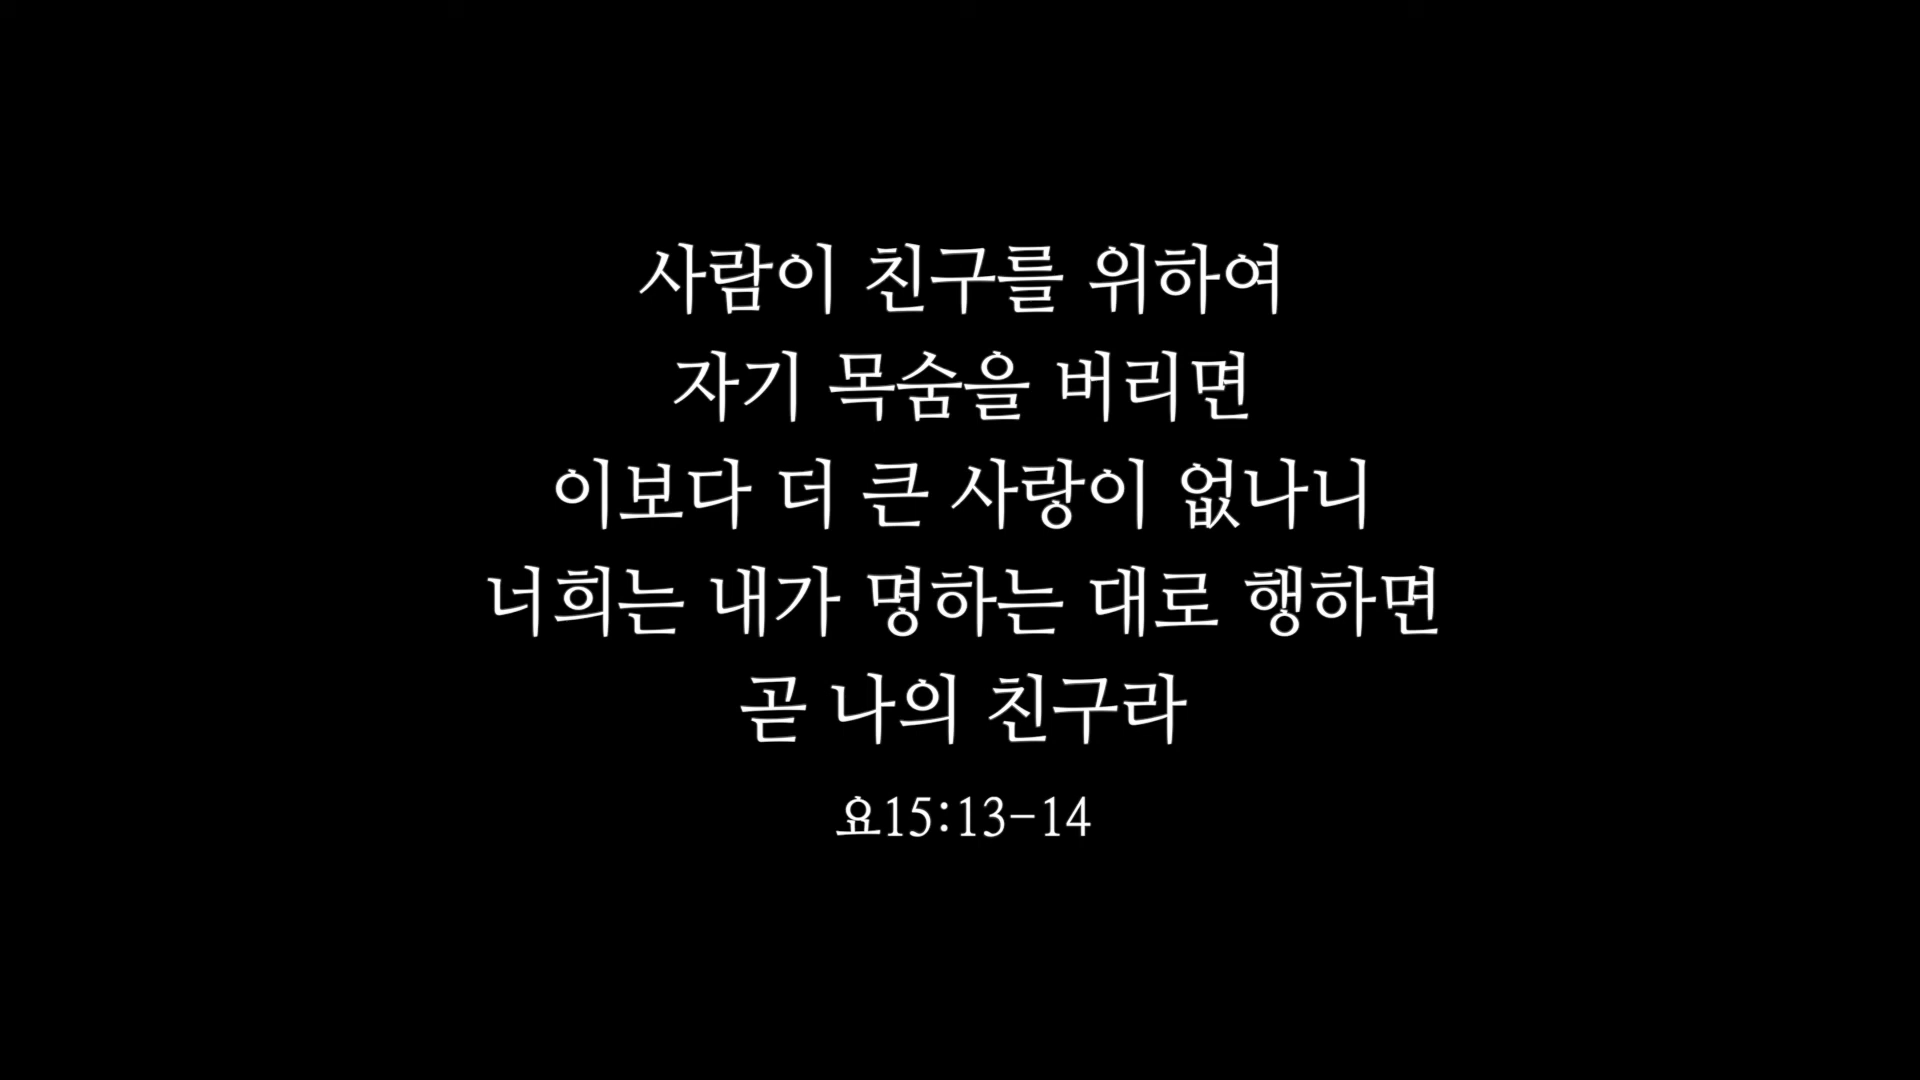 사람이 친구를 위하여
자기 목숨을 버리면
이보다 더 큰 사랑이 없나니
너희는 내가 명하는 대로 행하면
곧 나의 친구라
요15:13-14